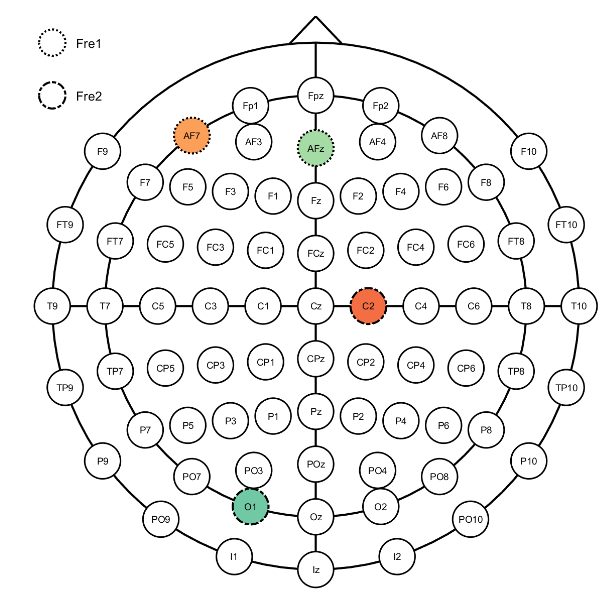 Fre1
Fre2
Fpz
Fp1 Fp2
AF7 AF3 AFz AF4 AF8
F9 F10
F7 F5 F3 F1 Fz F2 F4 F6 F8
FT9 FT10
FT7 FC5 FC3 FC1 FCz FC2 FC4 FC6 FT8
T9 T7 C5 C3 C1 Cz C2 C4 C6 T8 T10
TP7 CP5 CP3 CP1 CPz CP2 CP4 CP6 TP8
TP9 TP10
P7 P5 P3 P1 Pz P2 P4 P6 P8
P9 P10
PO7 PO3 POz PO4 PO8
O1 Oz O2
PO9 PO10
I1 I2
Iz